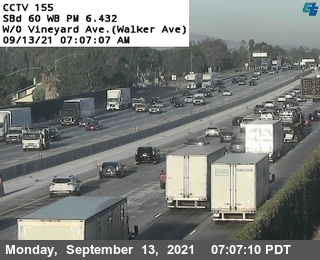 CCTV 155
SBd 60 WB PM 6.432
W/O Vineyard Ave.(Walker Ave)
09/13/21 07:07:07 AM
Monday, September 13, 2021 07:07:10 PDT